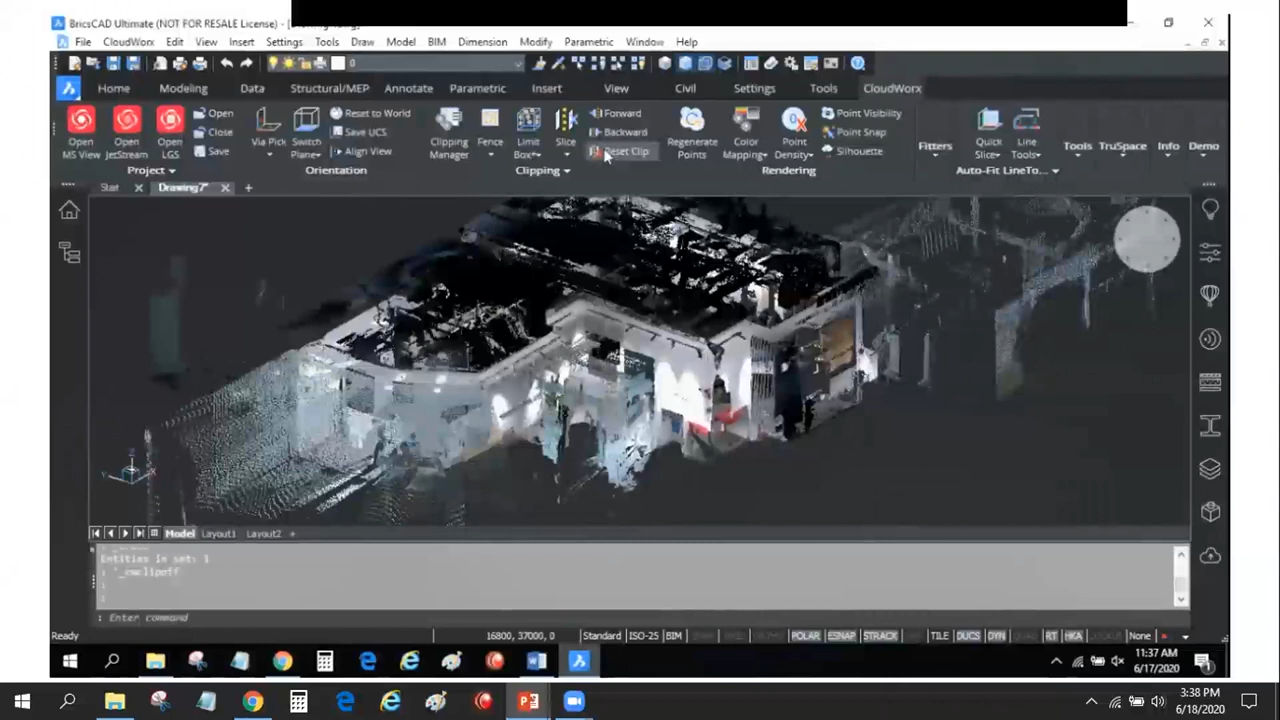 BricsCAD Ultimate (NOT FOR RESALE License) - [
File CloudWorx Edit View Insert Settings Tools Draw Model BIM Dimension Modify Parametric Window Help
0
Home Modeling Data Structural/MEP Annotate Parametric Insert View Civil Settings Tools CloudWorx
Open MS View
Open JetStream
Open LGS
Open
Close
Save
Project
Via Pick
Switch Plane
Reset to World
Save UCS
Align View
Orientation
Clipping Manager
Fence
Limit Box
Slice
Forward
Backward
Reset Clip
Clipping
Regenerate Points
Color Mapping
Point Density
Point Visibility
Point Snap
Silhouette
Rendering
Fitters
Quick Slice
Line Tools
Auto-Fit LineTo...
Tools
TruSpace
Info
Demo
Start
Drawing7*
Model Layout1 Layout2 +
Entities in set: 1
: '_cwclipoff
:
:
: Enter command
Ready 16800, 37000, 0 Standard ISO-25 BIM POLAR ESNAP STRACK TILE DUCS DYN RT HKA None
11:37 AM
6/17/2020
3:38 PM
6/18/2020